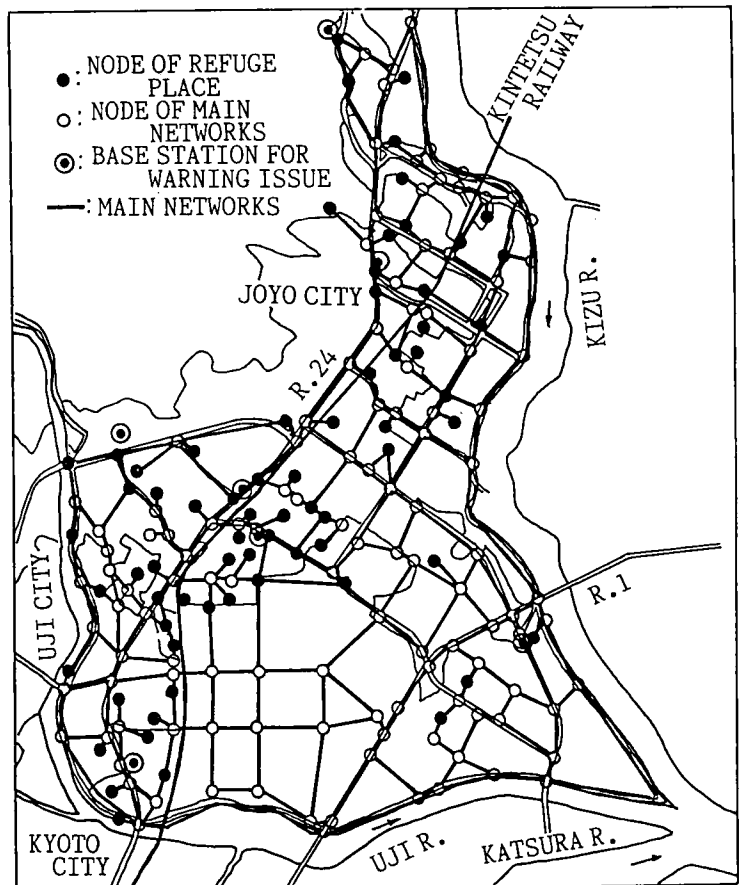 ●: NODE OF REFUGE
PLACE
○: NODE OF MAIN
NETWORKS
◉: BASE STATION FOR
WARNING ISSUE
—: MAIN NETWORKS
KINTETSU
RAILWAY
JOYO CITY
KIZU R.
R.24
UJI CITY
R.1
KYOTO
CITY
UJI R.
KATSURA R.